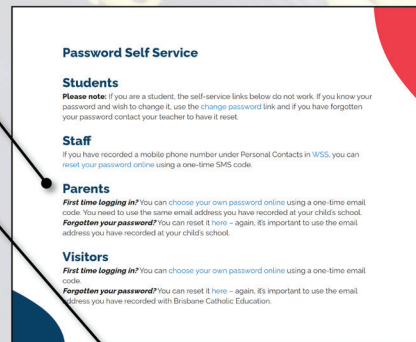 Password Self Service
Students
Please note: If you are a student, the self-service links below do not work. If you know your
password and wish to change it, use the change password link and if you have forgotten
your password contact your teacher to have it reset.
Staff
If you have recorded a mobile phone number under Personal Contacts in WSS, you can
reset your password online using a one-time SMS code.
Parents
First time logging in? You can choose your own password online using a one-time email
code. You need to use the same email address you have recorded at your child's school.
Forgotten your password? You can reset it here – again, it's important to use the email
address you have recorded at your child's school.
Visitors
First time logging in? You can choose your own password online using a one-time email
code.
Forgotten your password? You can reset it here – again, it's important to use the email
address you have recorded with Brisbane Catholic Education.